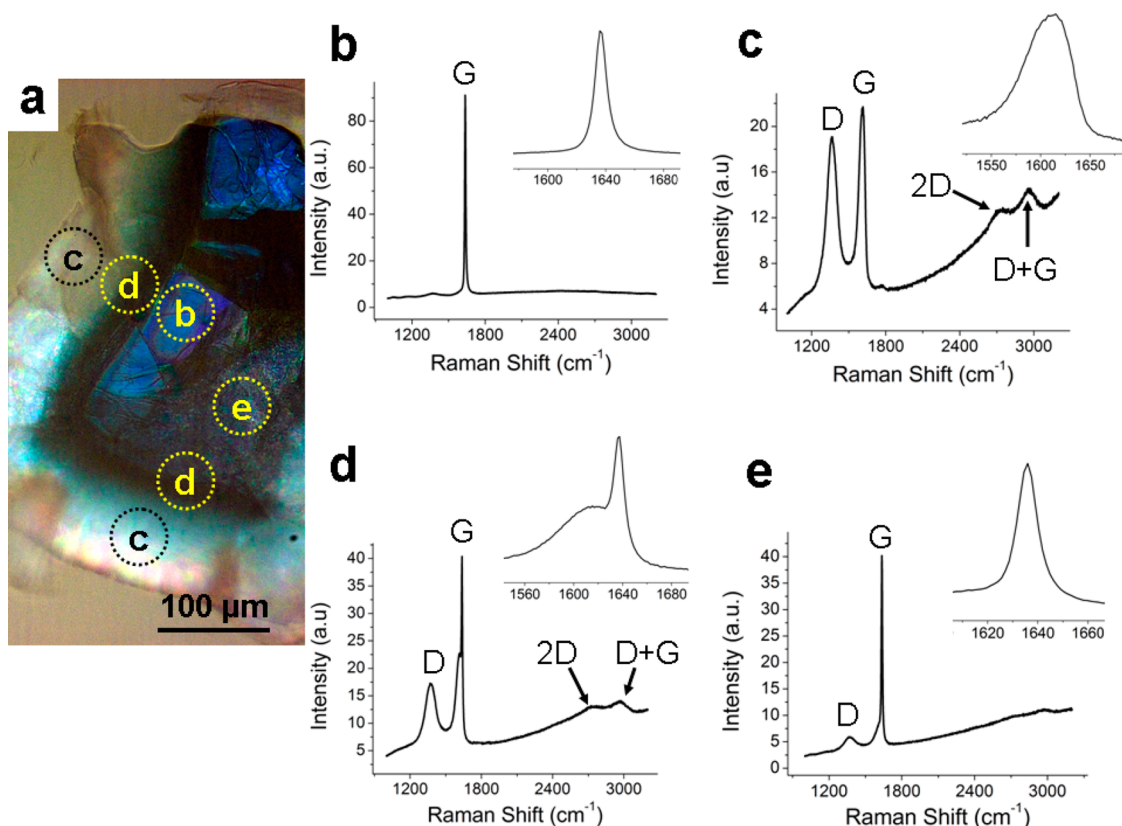 a
c
d
b
e
d
c
100 µm
b
G
Intensity (a.u.)
80
60
40
20
0
1200 1800 2400 3000
Raman Shift (cm-1)
1600 1640 1680
c
D
G
2D
D+G
Intensity (a.u)
20
16
12
8
4
1200 1800 2400 3000
Raman Shift (cm-1)
1550 1600 1650
d
D
G
2D
D+G
Intensity (a.u)
40
35
30
25
20
15
10
5
1200 1800 2400 3000
Raman Shift (cm-1)
1560 1600 1640 1680
e
D
G
Intensity (a.u)
40
35
30
25
20
15
10
5
0
1200 1800 2400 3000
Raman Shift (cm-1)
1620 1640 1660